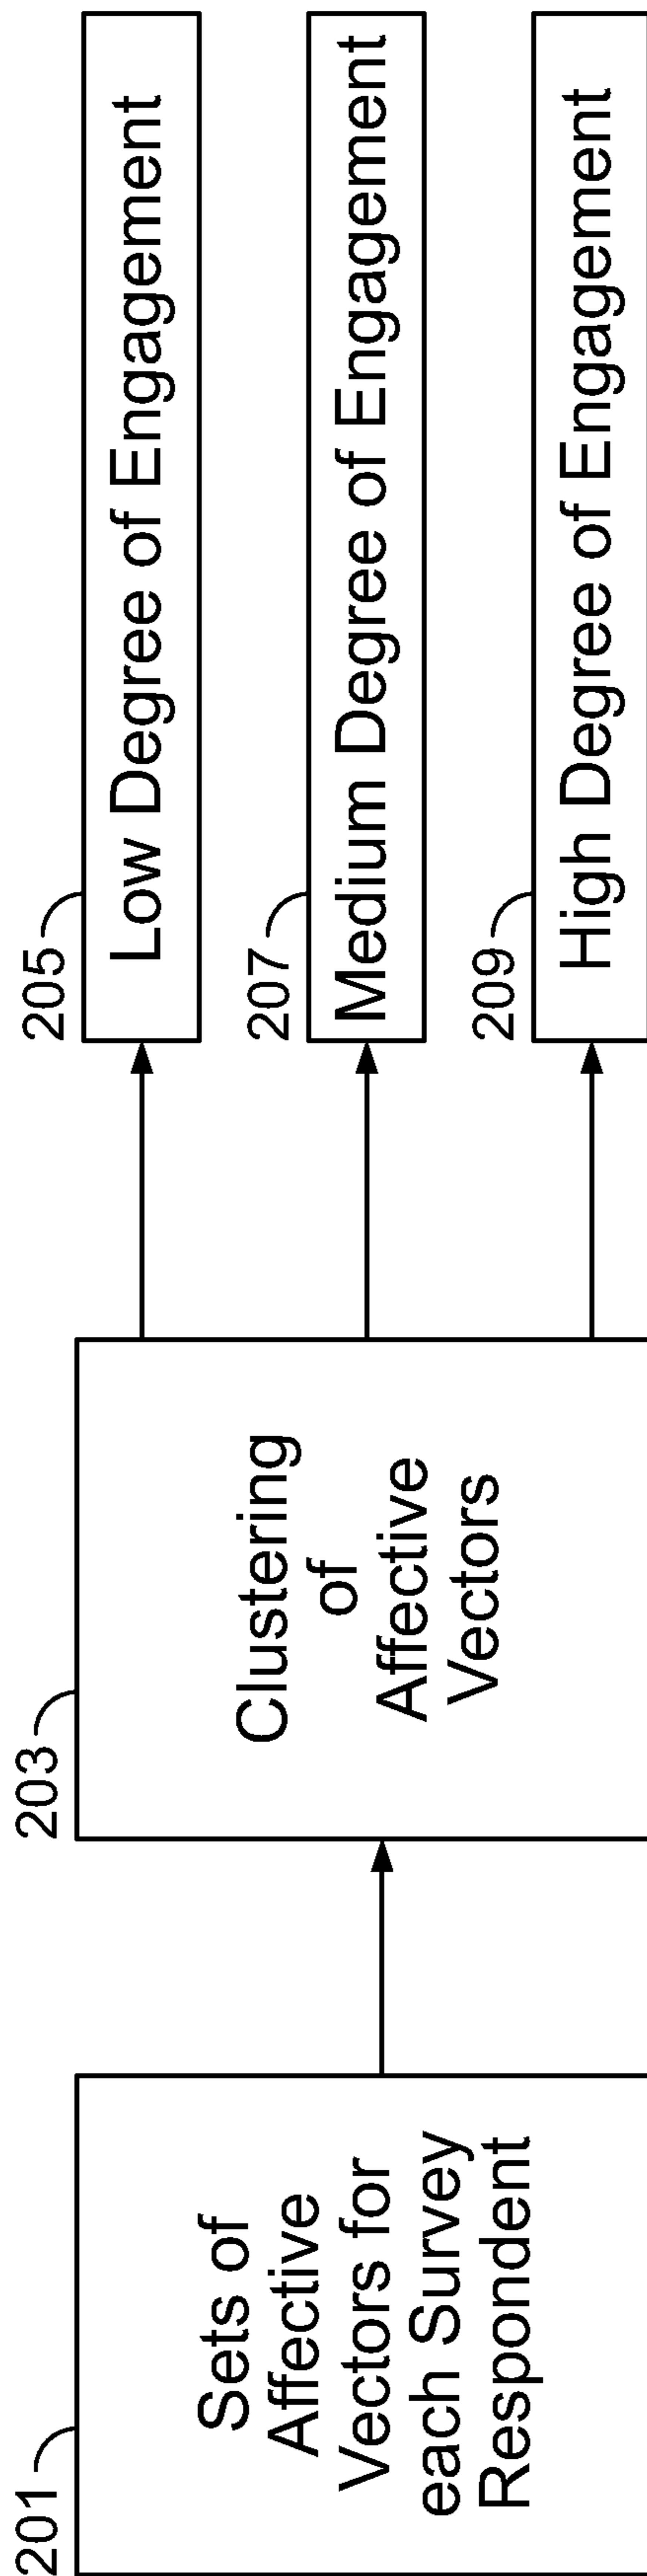 201
Sets of
Affective
Vectors for
each Survey
Respondent
203
Clustering
of
Affective
Vectors
205
Low Degree of Engagement
207
Medium Degree of Engagement
209
High Degree of Engagement